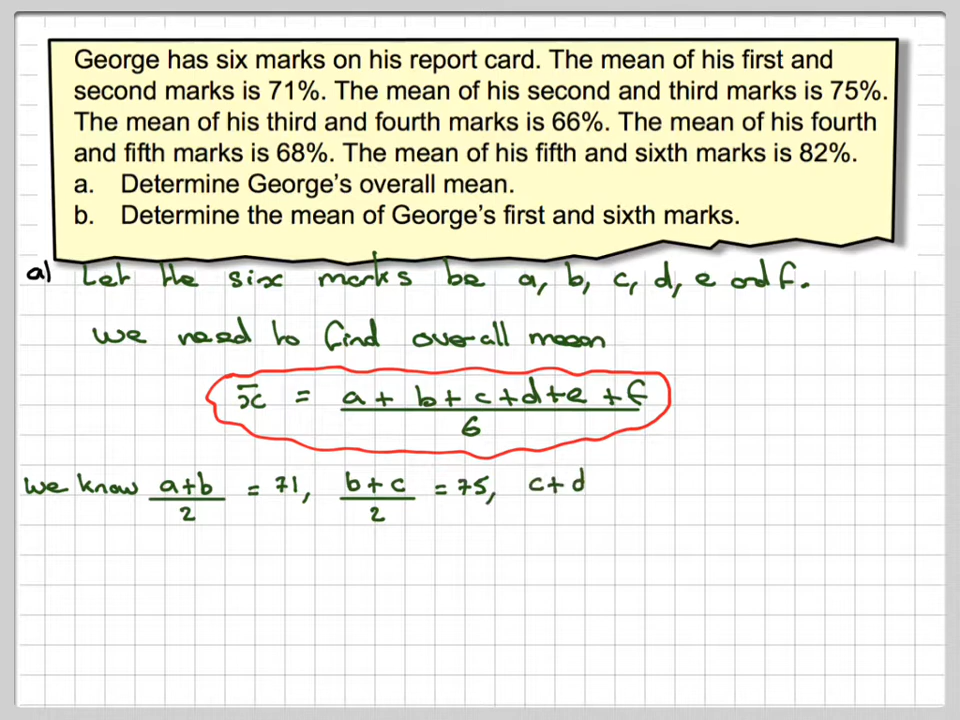 George has six marks on his report card. The mean of his first and
second marks is 71%. The mean of his second and third marks is 75%.
The mean of his third and fourth marks is 66%. The mean of his fourth
and fifth marks is 68%. The mean of his fifth and sixth marks is 82%.
a. Determine George's overall mean.
b. Determine the mean of George's first and sixth marks.
a) Let the six marks be a, b, c, d, e and f.
We need to find overall mean
x̄ = a + b + c + d + e + f
6
We know a+b = 71, b+c = 75, c+d
2 2